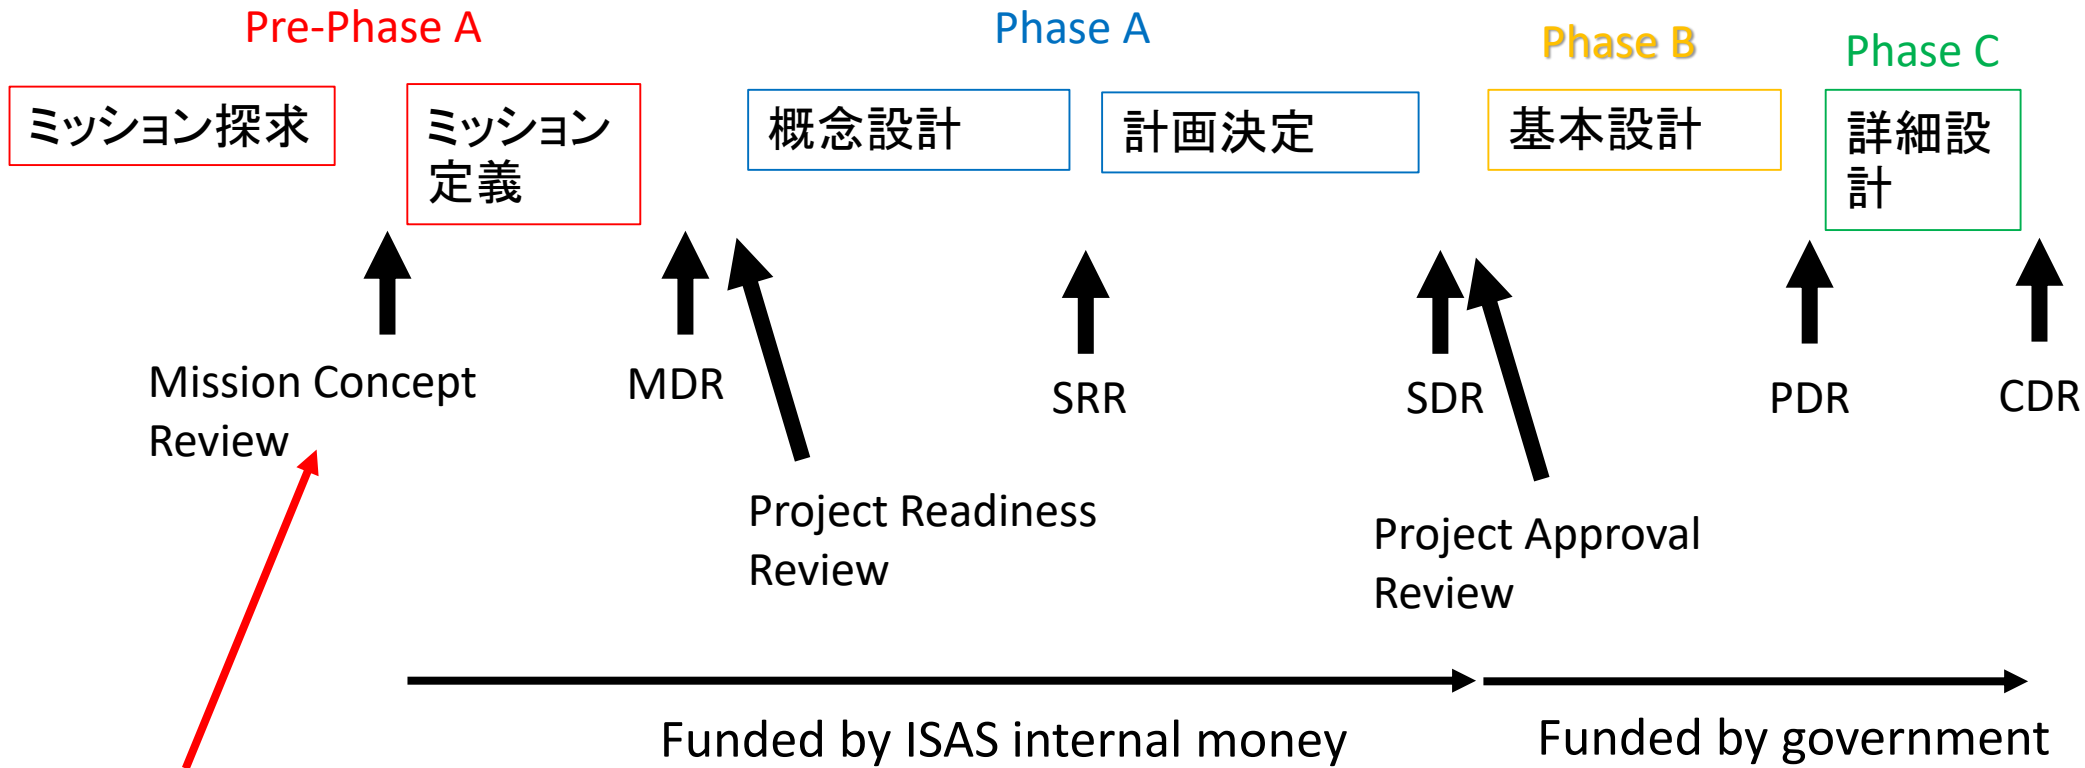 Pre-Phase A
Phase A
Phase B
Phase C
ミッション探求
ミッション
定義
概念設計
計画決定
基本設計
詳細設
計
Mission Concept
Review
MDR
SRR
SDR
PDR
CDR
Project Readiness
Review
Project Approval
Review
Funded by ISAS internal money
Funded by government